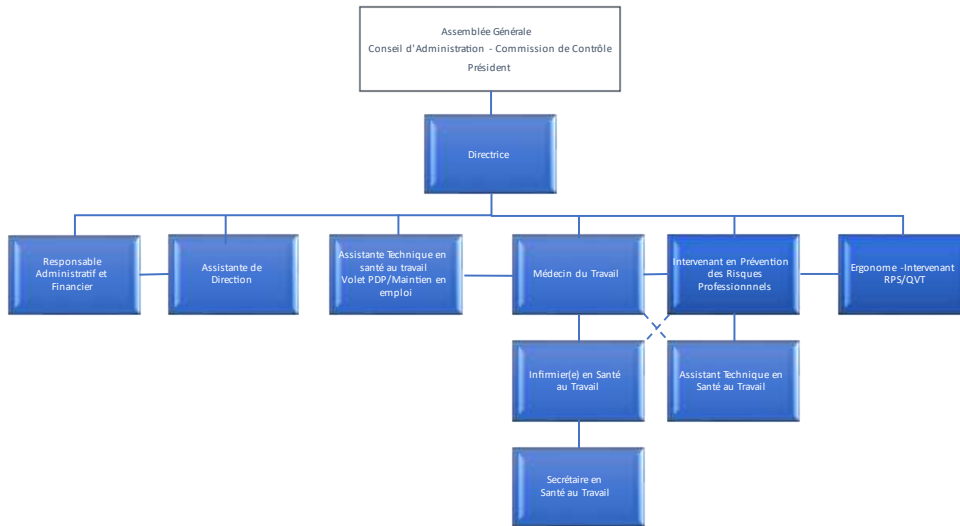 Assemblée Générale
Conseil d'Administration - Commission de Contrôle
Président
Directrice
Responsable
Administratif et
Financier
Assistante de
Direction
Assistante Technique en
santé au travail
Volet PDP/Maintien en
emploi
Médecin du Travail
Intervenant en Prévention
des Risques
Professionnnels
Ergonome -Intervenant
RPS/QVT
Infirmier(e) en Santé
au Travail
Assistant Technique en
Santé au Travail
Secrétaire en
Santé au Travail